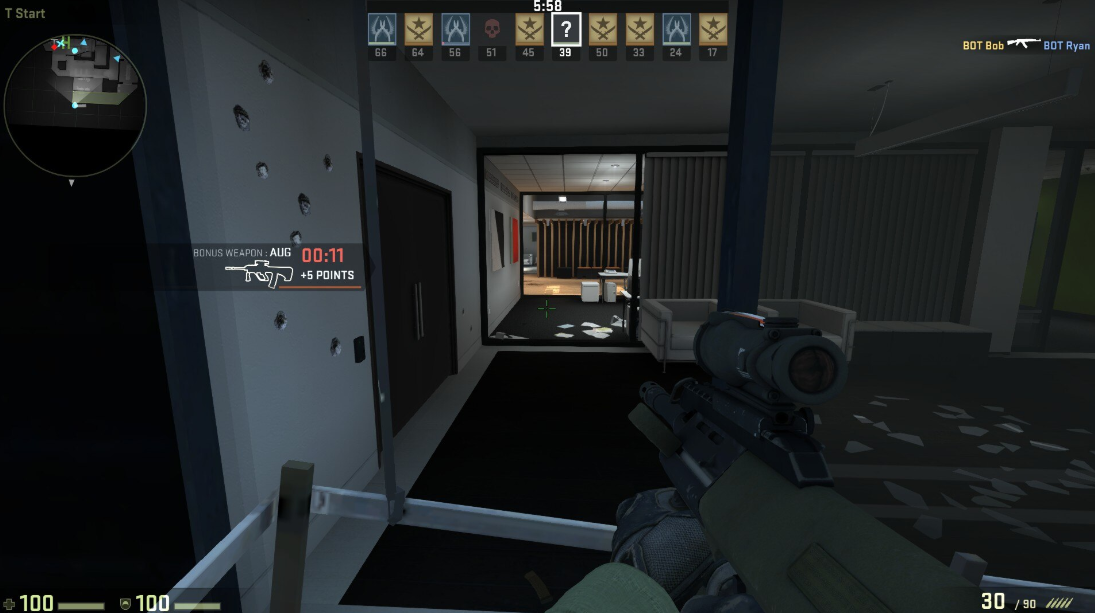 T Start
5:58
?
66 64 56 51 45 39 50 33 24 17
BOT Bob BOT Ryan
BONUS WEAPON : AUG 00:11
+5 POINTS
100 100
30 / 90